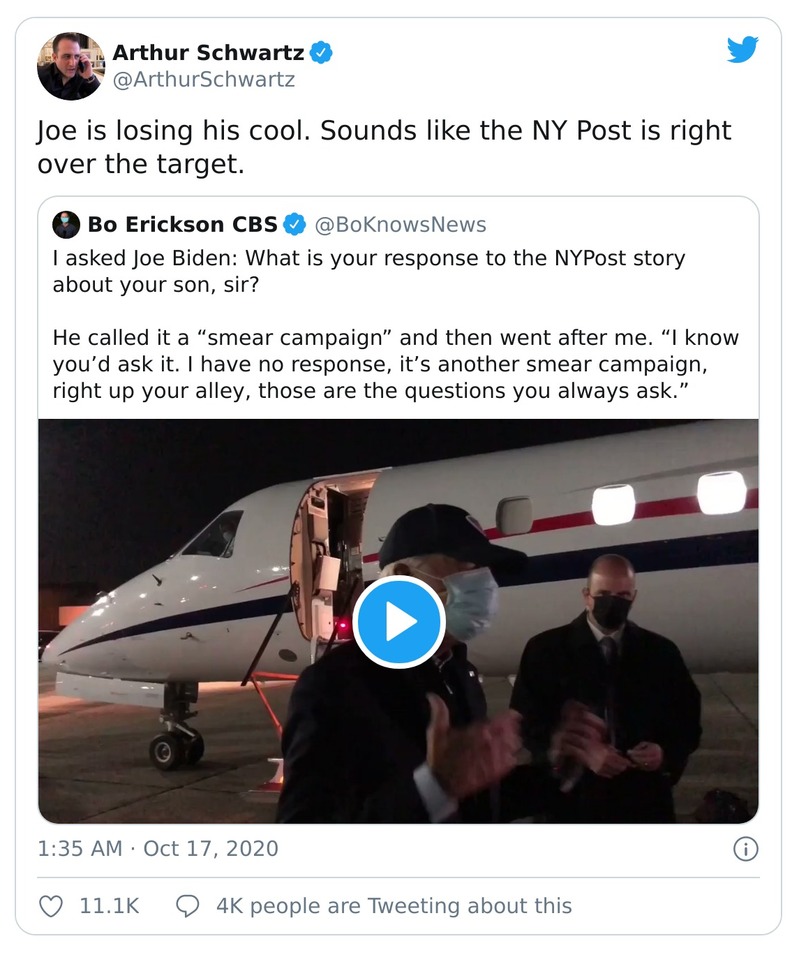 Arthur Schwartz
@ArthurSchwartz
Joe is losing his cool. Sounds like the NY Post is right
over the target.
Bo Erickson CBS @BoKnowsNews
I asked Joe Biden: What is your response to the NYPost story
about your son, sir?
He called it a “smear campaign” and then went after me. “I know
you’d ask it. I have no response, it’s another smear campaign,
right up your alley, those are the questions you always ask.”
1:35 AM · Oct 17, 2020
11.1K 4K people are Tweeting about this